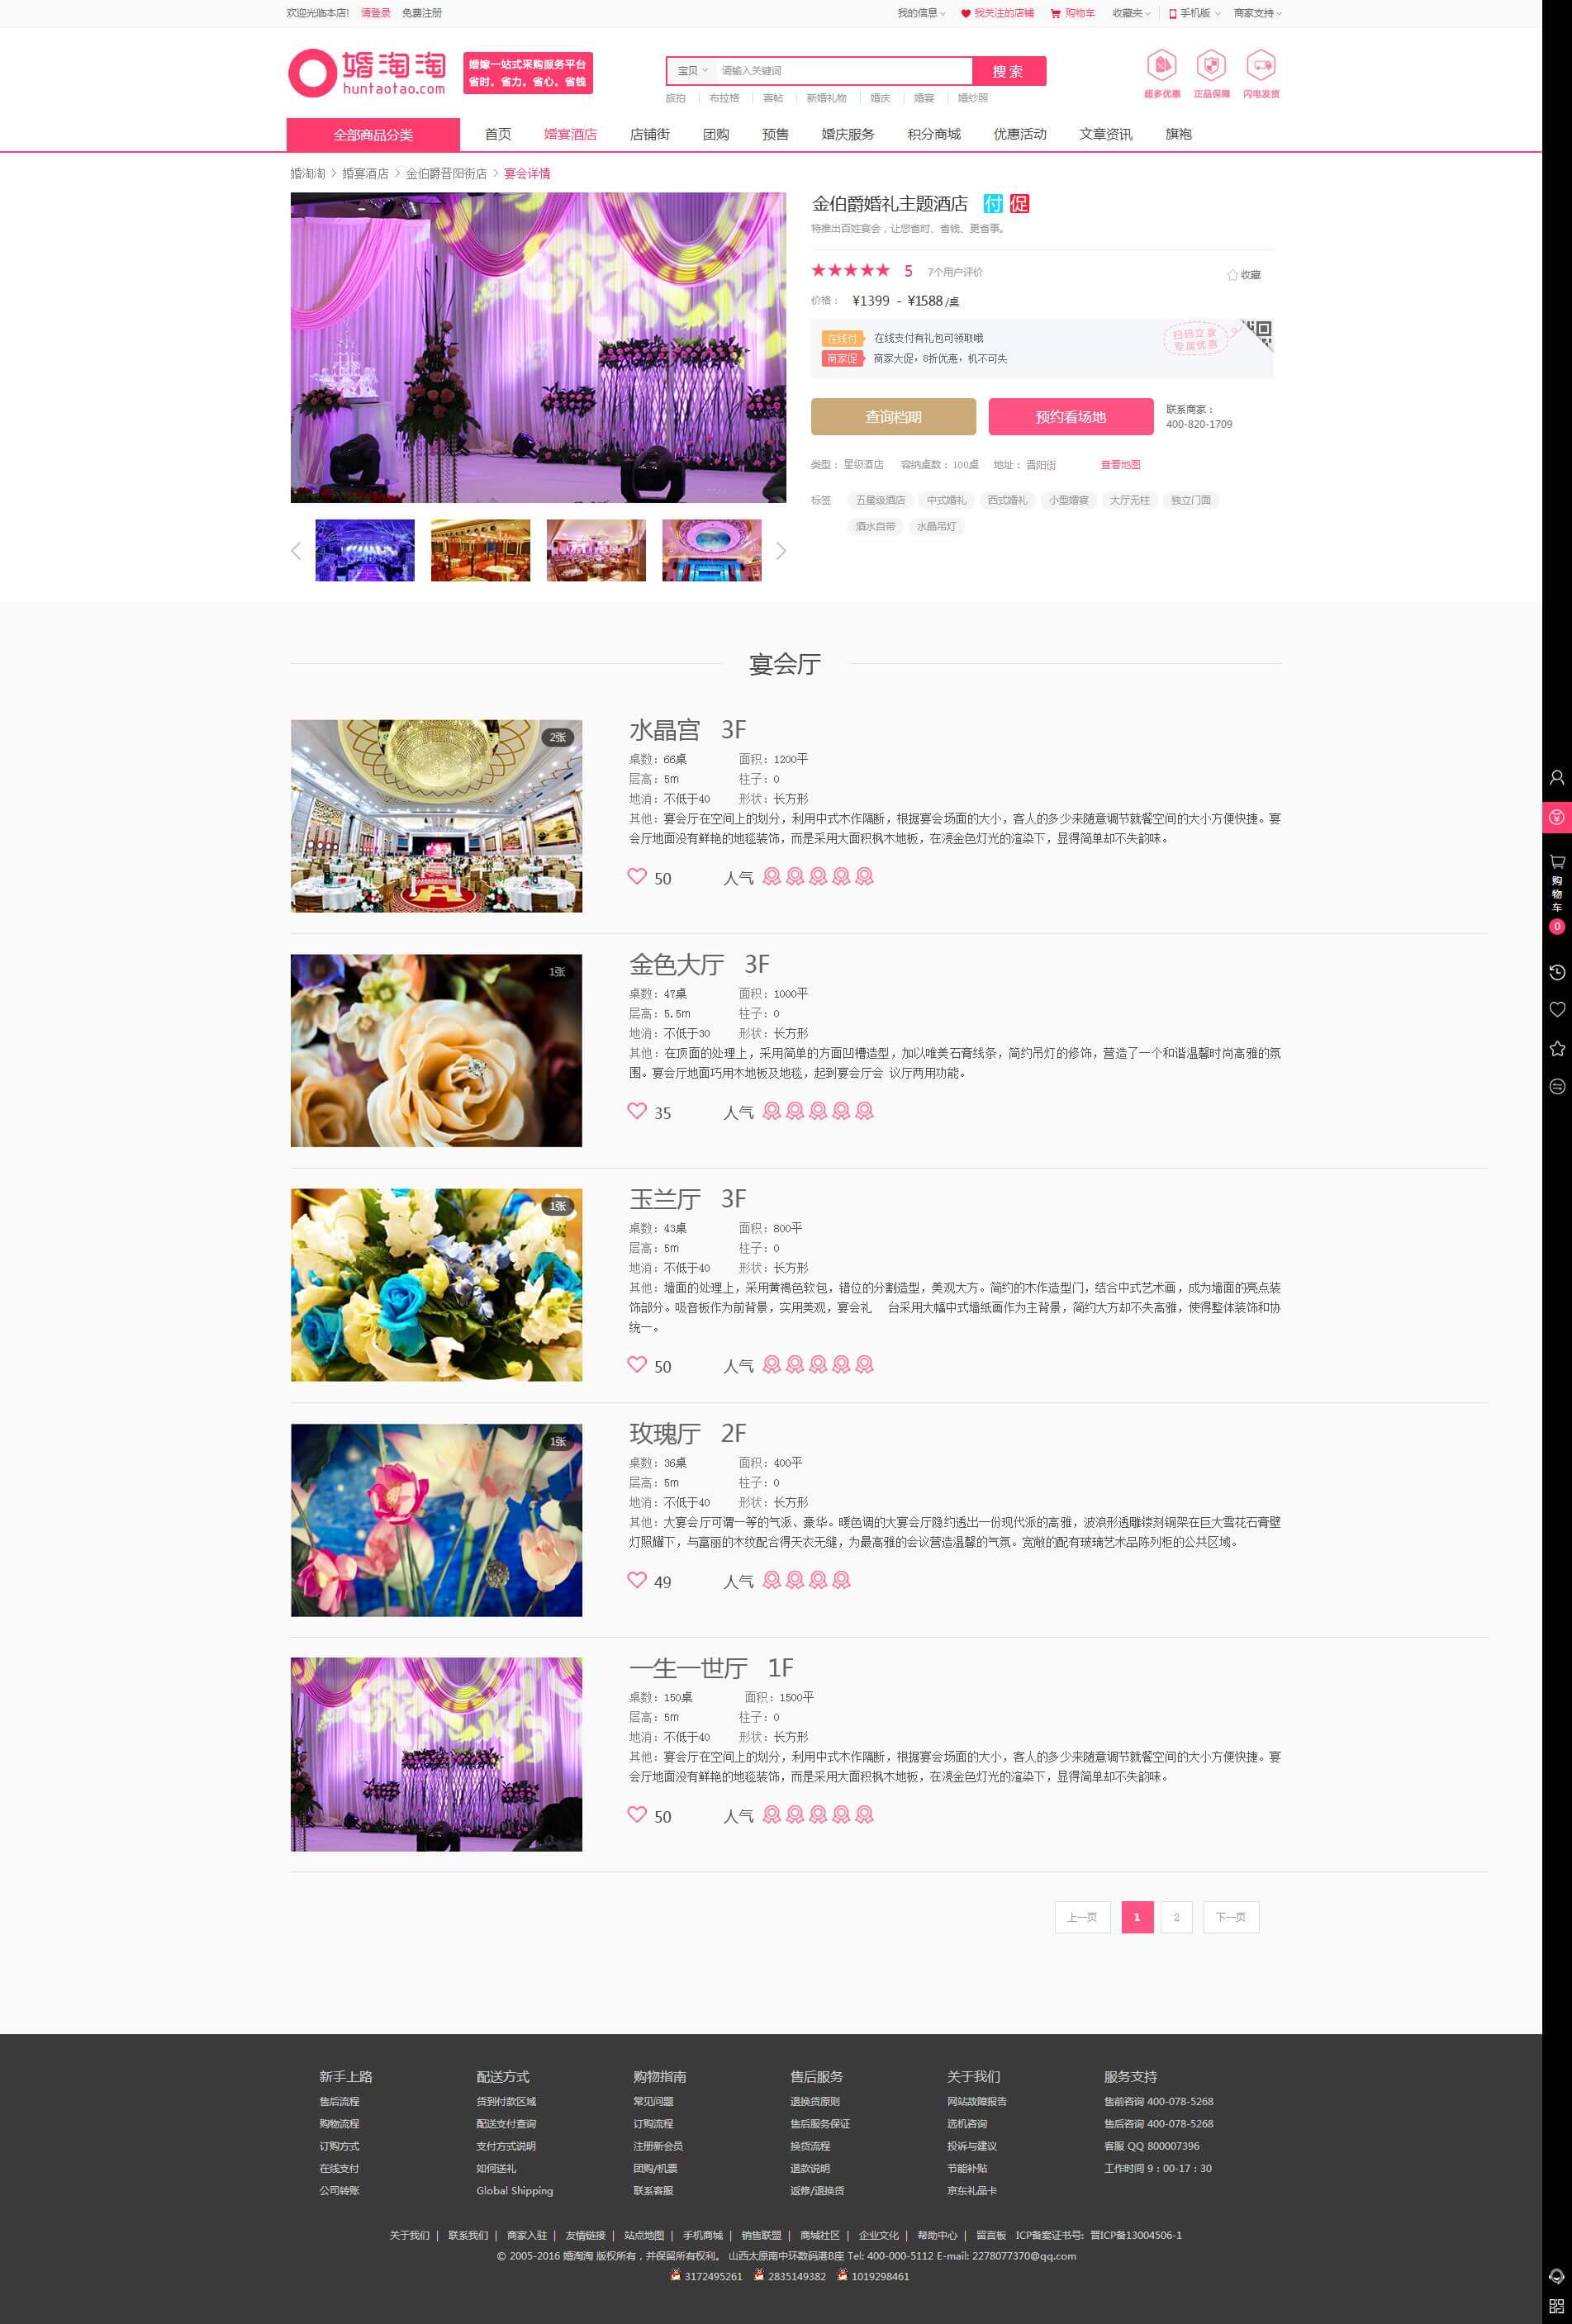 欢迎光临本店! 请登录 免费注册 我的信息 我关注的店铺 购物车 收藏夹 手机版 商家支持
婚淘淘 huntaotao.com
婚嫁一站式采购服务平台
省时。省力。省心。省钱
宝贝 请输入关键词 搜 索
旅拍 布拉格 喜帖 新婚礼物 婚庆 婚宴 婚纱照
超多优惠 正品保障 闪电发货
全部商品分类 首页 婚宴酒店 店铺街 团购 预售 婚庆服务 积分商城 优惠活动 文章资讯 旗袍
婚淘淘 > 婚宴酒店 > 金伯爵晋阳街店 > 宴会详情
金伯爵婚礼主题酒店 付 促
特推出百姓宴会，让您省时、省钱、更省事。
5 7个用户评价 收藏
价格： ¥1399 - ¥1588 /桌
在线付 在线支付有礼包可领取哦
商家促 商家大促，8折优惠，机不可失
扫码立享
专属优惠
查询档期 预约看场地
联系商家：
400-820-1709
类型： 星级酒店 容纳桌数：100桌 地址： 晋阳街 查看地图
标签 五星级酒店 中式婚礼 西式婚礼 小型婚宴 大厅无柱 独立门面
酒水自带 水晶吊灯
宴会厅
2张
水晶宫 3F
桌数：66桌 面积：1200平
层高：5m 柱子：0
地消：不低于40 形状：长方形
其他：宴会厅在空间上的划分，利用中式木作隔断，根据宴会场面的大小，客人的多少来随意调节就餐空间的大小方便快捷。宴
会厅地面没有鲜艳的地毯装饰，而是采用大面积枫木地板，在淡金色灯光的渲染下，显得简单却不失韵味。
50 人气
1张
金色大厅 3F
桌数：47桌 面积：1000平
层高：5.5m 柱子：0
地消：不低于30 形状：长方形
其他：在顶面的处理上，采用简单的方面凹槽造型，加以唯美石膏线条，简约吊灯的修饰，营造了一个和谐温馨时尚高雅的氛
围。宴会厅地面巧用木地板及地毯，起到宴会厅会 议厅两用功能。
35 人气
1张
玉兰厅 3F
桌数：43桌 面积：800平
层高：5m 柱子：0
地消：不低于40 形状：长方形
其他：墙面的处理上，采用黄褐色软包，错位的分割造型，美观大方。简约的木作造型门，结合中式艺术画，成为墙面的亮点装
饰部分。吸音板作为前背景，实用美观，宴会礼 台采用大幅中式墙纸画作为主背景，简约大方却不失高雅，使得整体装饰和协
统一。
50 人气
1张
玫瑰厅 2F
桌数：36桌 面积：400平
层高：5m 柱子：0
地消：不低于40 形状：长方形
其他：大宴会厅可谓一等的气派、豪华。暖色调的大宴会厅隐约透出一份现代派的高雅，波浪形透雕镂刻铜架在巨大雪花石膏壁
灯照耀下，与富丽的木纹配合得天衣无缝，为最高雅的会议营造温馨的气氛。宽敞的配有玻璃艺术品陈列柜的公共区域。
49 人气
一生一世厅 1F
桌数：150桌 面积：1500平
层高：5m 柱子：0
地消：不低于40 形状：长方形
其他：宴会厅在空间上的划分，利用中式木作隔断，根据宴会场面的大小，客人的多少来随意调节就餐空间的大小方便快捷。宴
会厅地面没有鲜艳的地毯装饰，而是采用大面积枫木地板，在淡金色灯光的渲染下，显得简单却不失韵味。
50 人气
上一页 1 2 下一页
购
物
车
0
新手上路 配送方式 购物指南 售后服务 关于我们 服务支持
售后流程 货到付款区域 常见问题 退换货原则 网站故障报告 售前咨询 400-078-5268
购物流程 配送支付查询 订购流程 售后服务保证 选机咨询 售后咨询 400-078-5268
订购方式 支付方式说明 注册新会员 换货流程 投诉与建议 客服 QQ 800007396
在线支付 如何送礼 团购/机票 退款说明 节能补贴 工作时间 9：00-17：30
公司转账 Global Shipping 联系客服 返修/退换货 京东礼品卡
关于我们 | 联系我们 | 商家入驻 | 友情链接 | 站点地图 | 手机商城 | 销售联盟 | 商城社区 | 企业文化 | 帮助中心 | 留言板 ICP备案证书号: 晋ICP备13004506-1
© 2005-2016 婚淘淘 版权所有，并保留所有权利。 山西太原南中环数码港B座 Tel: 400-000-5112 E-mail: 2278077370@qq.com
3172495261 2835149382 1019298461